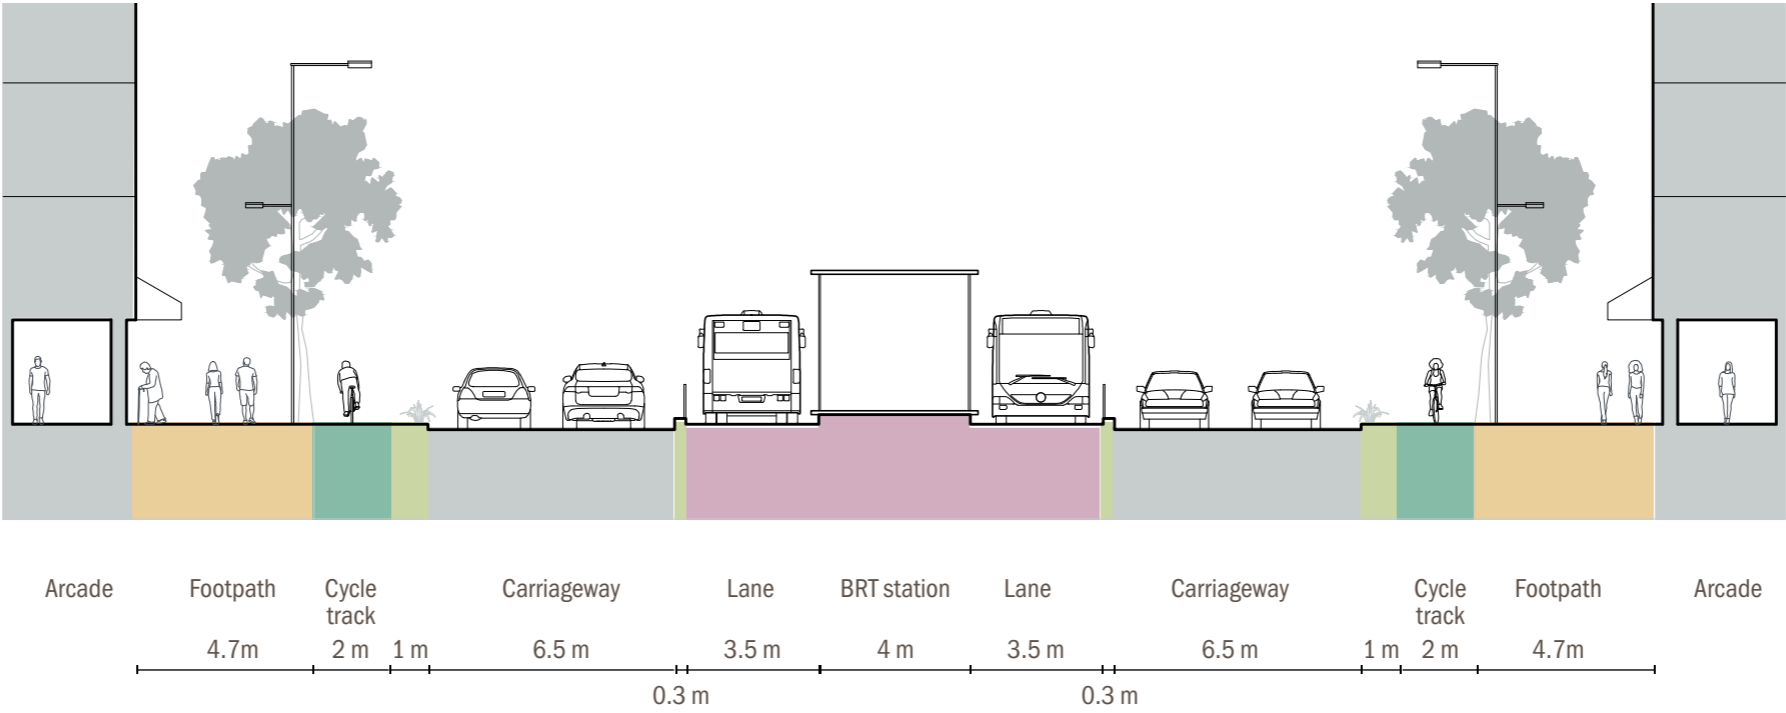 Arcade Footpath Cycle track Carriageway Lane BRT station Lane Carriageway Cycle track Footpath Arcade
4.7m 2 m 1 m 6.5 m 3.5 m 4 m 3.5 m 6.5 m 1 m 2 m 4.7m
0.3 m 0.3 m